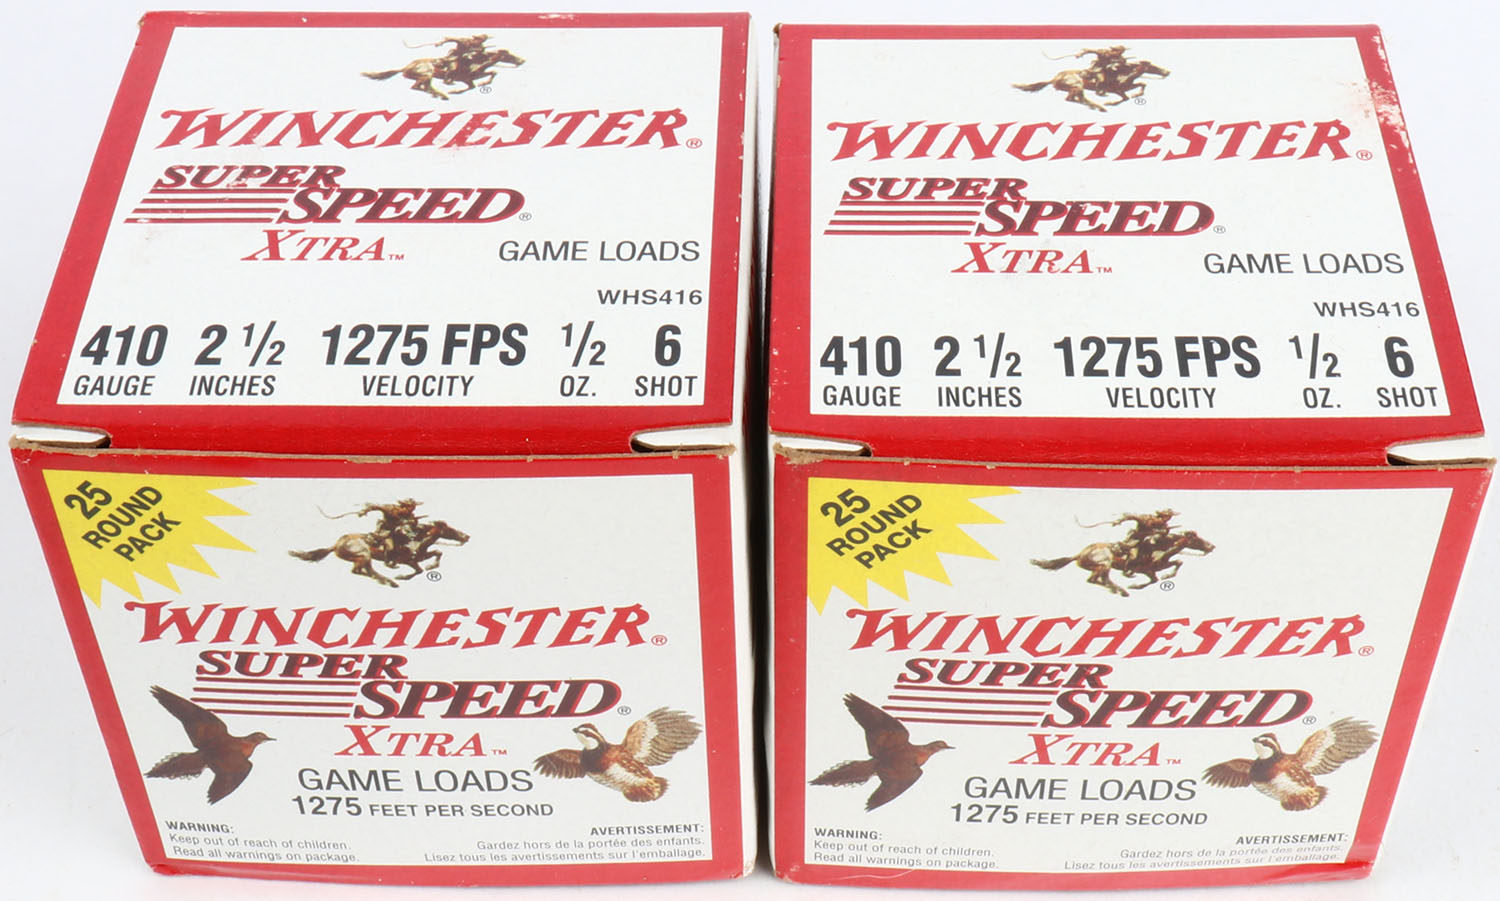 WINCHESTER®
SUPER
SPEED®
XTRA™
GAME LOADS
WHS416
410 2 1/2 1275 FPS 1/2 6
GAUGE INCHES VELOCITY OZ. SHOT
25
ROUND
PACK
®
WINCHESTER®
SUPER
SPEED®
XTRA™
GAME LOADS
1275 FEET PER SECOND
WARNING:
Keep out of reach of children.
Read all warnings on package.
AVERTISSEMENT:
Gardez hors de la portée des enfants.
Lisez tous les avertissements sur l'emballage.
®
WINCHESTER®
SUPER
SPEED®
XTRA™
GAME LOADS
WHS416
410 2 1/2 1275 FPS 1/2 6
GAUGE INCHES VELOCITY OZ. SHOT
25
ROUND
PACK
®
WINCHESTER®
SUPER
SPEED®
XTRA™
GAME LOADS
1275 FEET PER SECOND
WARNING:
Keep out of reach of children.
Read all warnings on package.
AVERTISSEMENT:
Gardez hors de la portée des enfants.
Lisez tous les avertissements sur l'emballage.